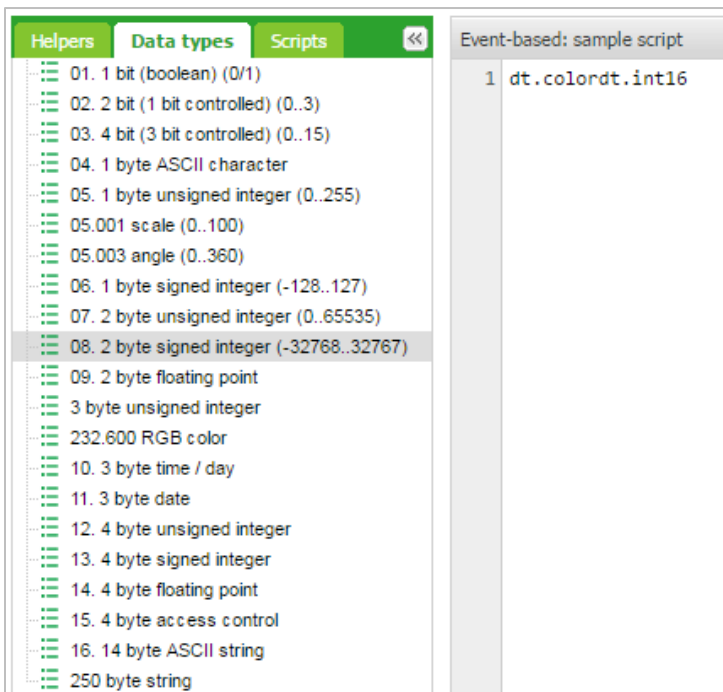 Helpers Data types Scripts
01. 1 bit (boolean) (0/1)
02. 2 bit (1 bit controlled) (0..3)
03. 4 bit (3 bit controlled) (0..15)
04. 1 byte ASCII character
05. 1 byte unsigned integer (0..255)
05.001 scale (0..100)
05.003 angle (0..360)
06. 1 byte signed integer (-128..127)
07. 2 byte unsigned integer (0..65535)
08. 2 byte signed integer (-32768..32767)
09. 2 byte floating point
3 byte unsigned integer
232.600 RGB color
10. 3 byte time / day
11. 3 byte date
12. 4 byte unsigned integer
13. 4 byte signed integer
14. 4 byte floating point
15. 4 byte access control
16. 14 byte ASCII string
250 byte string
Event-based: sample script
1 dt.colordt.int16